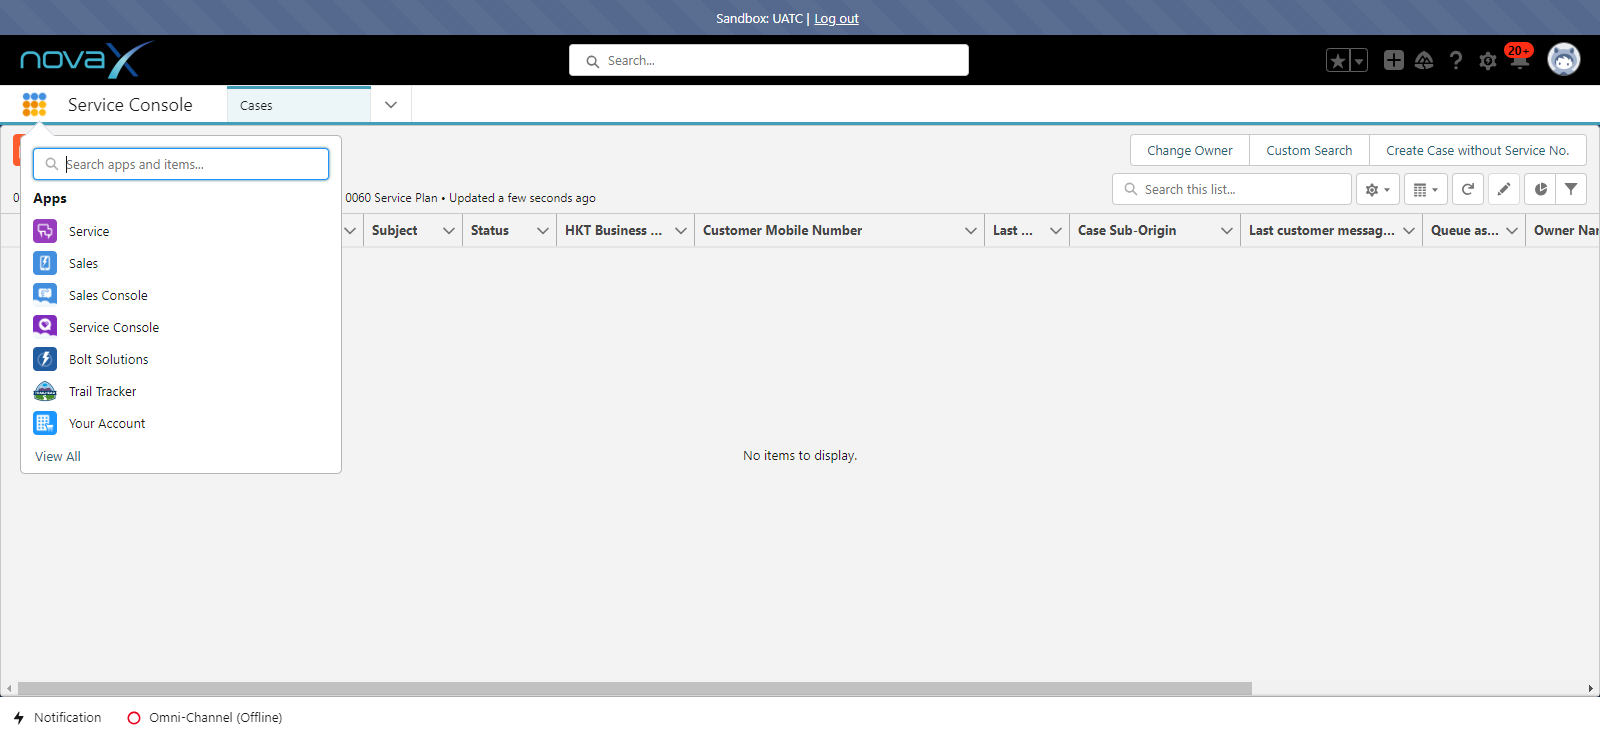 Sandbox: UATC | Log out
novaX
Search...
20+
Service Console
Cases
Search apps and items...
Apps
Service
Sales
Sales Console
Service Console
Bolt Solutions
Trail Tracker
Your Account
View All
Change Owner
Custom Search
Create Case without Service No.
0060 Service Plan • Updated a few seconds ago
Search this list...
Subject
Status
HKT Business ...
Customer Mobile Number
Last ...
Case Sub-Origin
Last customer messag...
Queue as...
Owner Nar
No items to display.
Notification
Omni-Channel (Offline)